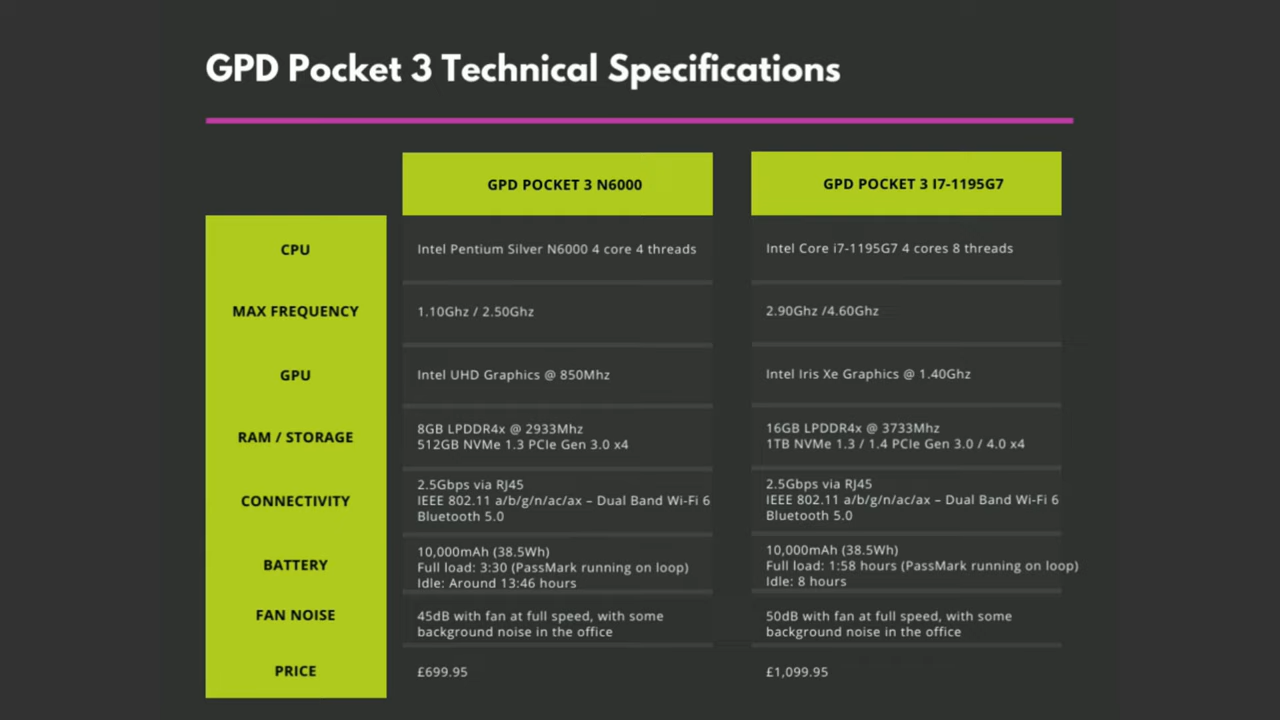 GPD Pocket 3 Technical Specifications
GPD POCKET 3 N6000
GPD POCKET 3 I7-1195G7
CPU
Intel Pentium Silver N6000 4 core 4 threads
Intel Core i7-1195G7 4 cores 8 threads
MAX FREQUENCY
1.10Ghz / 2.50Ghz
2.90Ghz /4.60Ghz
GPU
Intel UHD Graphics @ 850Mhz
Intel Iris Xe Graphics @ 1.40Ghz
RAM / STORAGE
8GB LPDDR4x @ 2933Mhz
512GB NVMe 1.3 PCIe Gen 3.0 x4
16GB LPDDR4x @ 3733Mhz
1TB NVMe 1.3 / 1.4 PCIe Gen 3.0 / 4.0 x4
CONNECTIVITY
2.5Gbps via RJ45
IEEE 802.11 a/b/g/n/ac/ax – Dual Band Wi-Fi 6
Bluetooth 5.0
2.5Gbps via RJ45
IEEE 802.11 a/b/g/n/ac/ax – Dual Band Wi-Fi 6
Bluetooth 5.0
BATTERY
10,000mAh (38.5Wh)
Full load: 3:30 (PassMark running on loop)
Idle: Around 13:46 hours
10,000mAh (38.5Wh)
Full load: 1:58 hours (PassMark running on loop)
Idle: 8 hours
FAN NOISE
45dB with fan at full speed, with some
background noise in the office
50dB with fan at full speed, with some
background noise in the office
PRICE
£699.95
£1,099.95